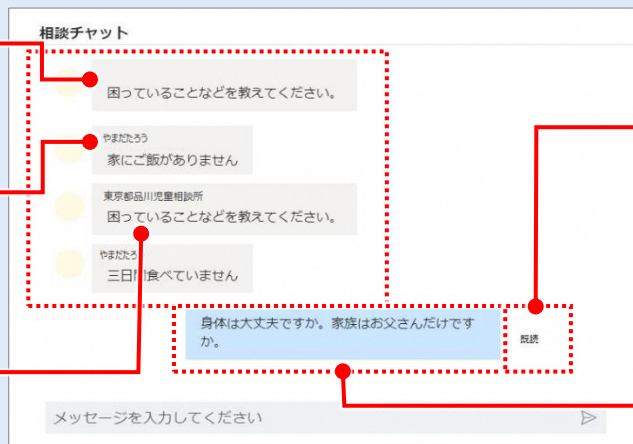 相談チャット
困っていることなどを教えてください。
やまだたろう
家にご飯がありません
東京都品川児童相談所
困っていることなどを教えてください。
やまだたろう
三日間食べていません
身体は大丈夫ですか。家族はお父さんだけです
か。
既読
メッセージを入力してください